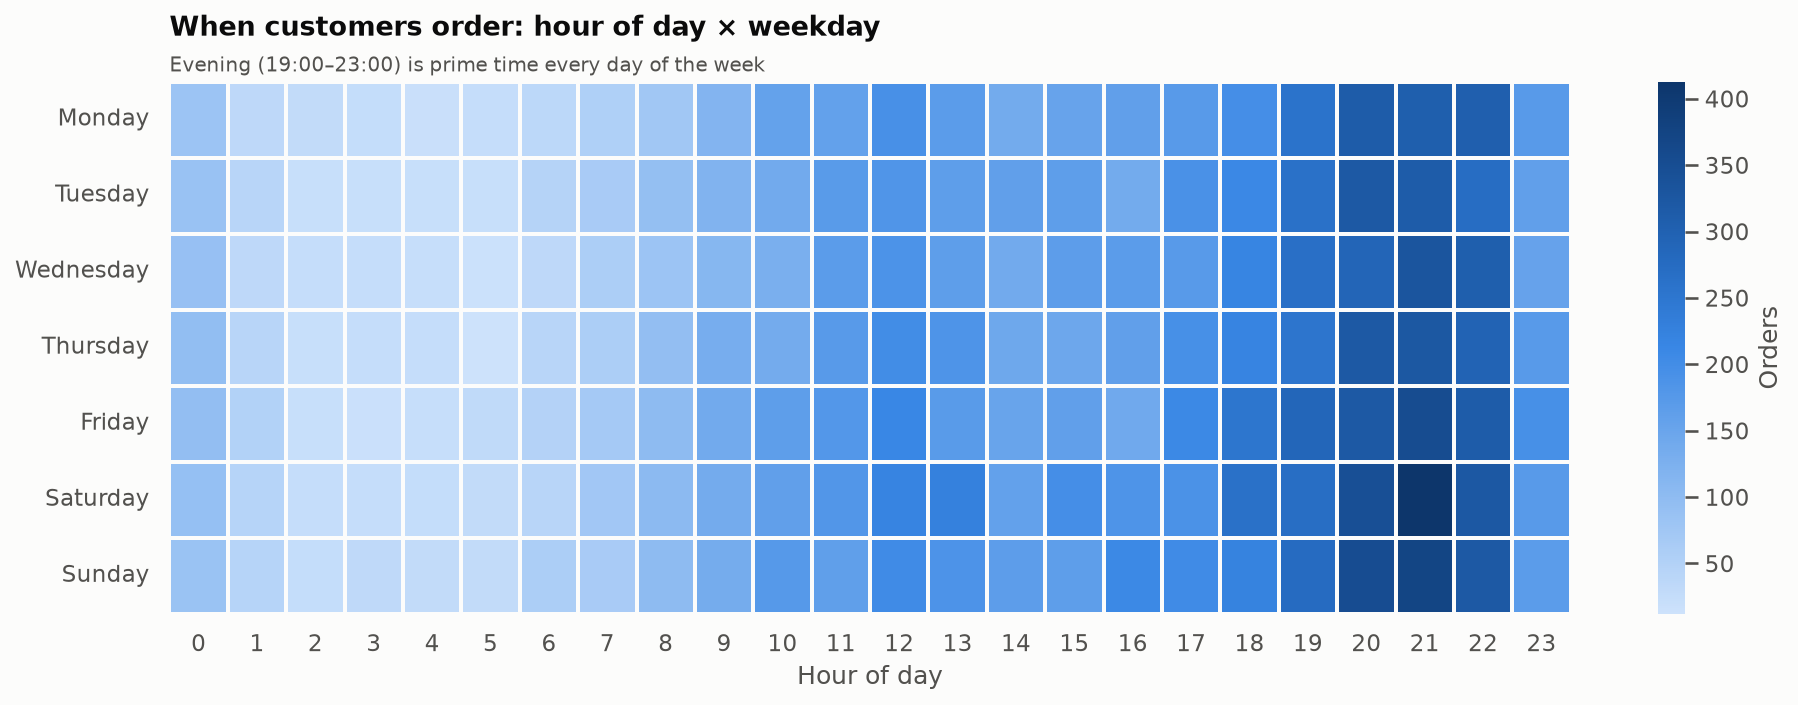 When customers order: hour of day × weekday
Evening (19:00–23:00) is prime time every day of the week
Monday
Tuesday
Wednesday
Thursday
Friday
Saturday
Sunday
0 1 2 3 4 5 6 7 8 9 10 11 12 13 14 15 16 17 18 19 20 21 22 23
Hour of day
400
350
300
250
200
150
100
50
Orders